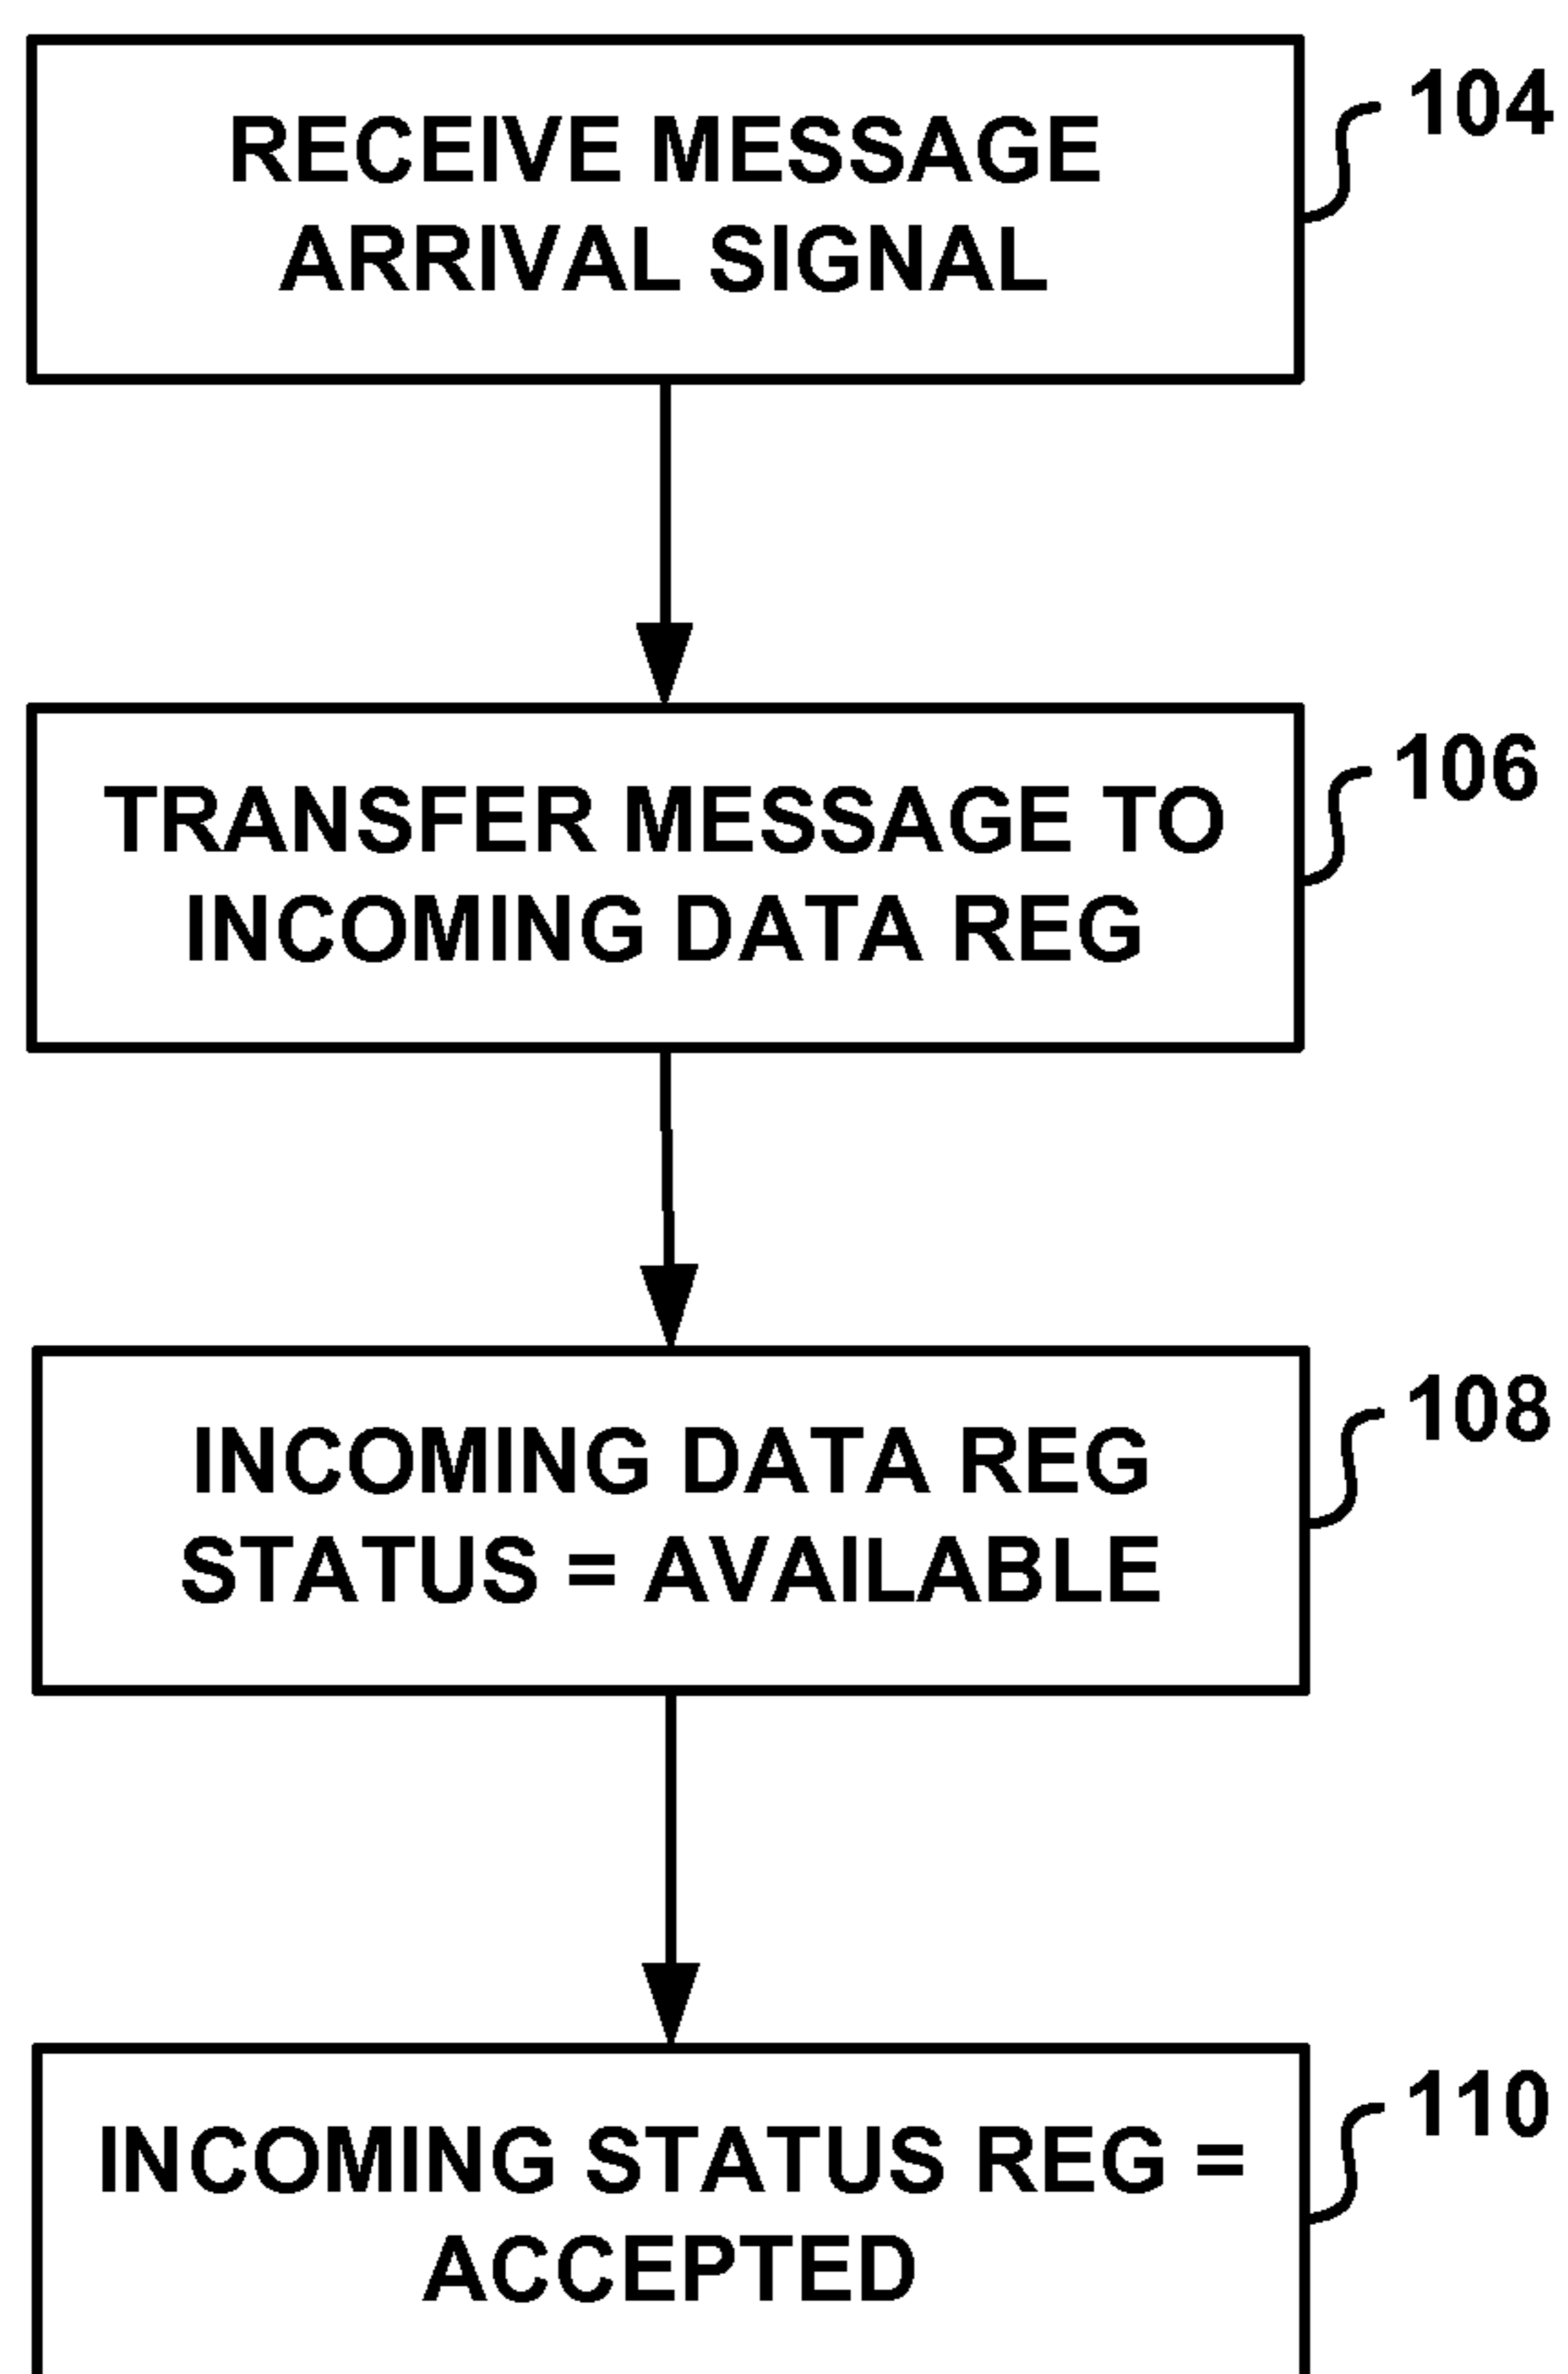 RECEIVE MESSAGE
ARRIVAL SIGNAL
104
TRANSFER MESSAGE TO
INCOMING DATA REG
106
INCOMING DATA REG
STATUS = AVAILABLE
108
INCOMING STATUS REG =
ACCEPTED
110